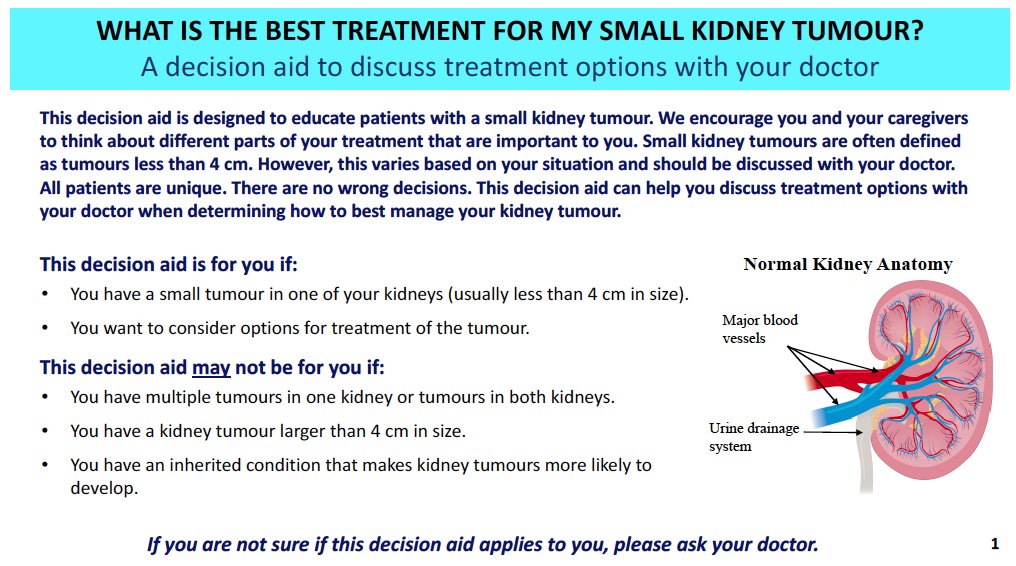 WHAT IS THE BEST TREATMENT FOR MY SMALL KIDNEY TUMOUR?
A decision aid to discuss treatment options with your doctor
This decision aid is designed to educate patients with a small kidney tumour. We encourage you and your caregivers
to think about different parts of your treatment that are important to you. Small kidney tumours are often defined
as tumours less than 4 cm. However, this varies based on your situation and should be discussed with your doctor.
All patients are unique. There are no wrong decisions. This decision aid can help you discuss treatment options with
your doctor when determining how to best manage your kidney tumour.
This decision aid is for you if:
• You have a small tumour in one of your kidneys (usually less than 4 cm in size).
• You want to consider options for treatment of the tumour.
This decision aid may not be for you if:
• You have multiple tumours in one kidney or tumours in both kidneys.
• You have a kidney tumour larger than 4 cm in size.
• You have an inherited condition that makes kidney tumours more likely to
develop.
Normal Kidney Anatomy
Major blood
vessels
Urine drainage
system
If you are not sure if this decision aid applies to you, please ask your doctor.
1